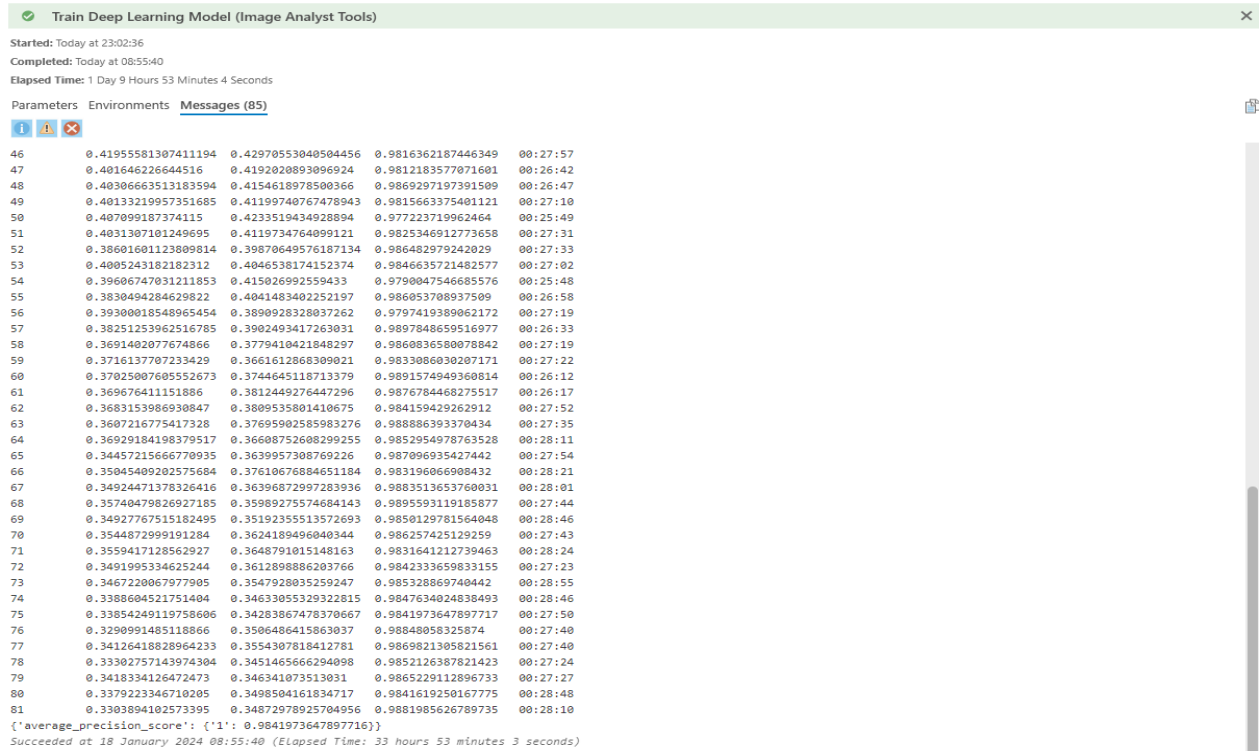 Train Deep Learning Model (Image Analyst Tools)
Started: Today at 23:02:36
Completed: Today at 08:55:40
Elapsed Time: 1 Day 9 Hours 53 Minutes 4 Seconds
Parameters Environments Messages (85)
46 0.41955581307411194 0.42970553040504456 0.9816362187446349 00:27:57
47 0.401646226644516 0.4192020893096924 0.9812183577071601 00:26:42
48 0.40306663513183594 0.4154618978500366 0.9869297197391509 00:26:47
49 0.40133219957351685 0.41199740767478943 0.9815663375401121 00:27:10
50 0.407099187374115 0.4233519434928894 0.977223719962464 00:25:49
51 0.4031307101249695 0.4119734764099121 0.9825346912773658 00:27:31
52 0.38601601123809814 0.39870649576187134 0.986482979242029 00:27:33
53 0.4005243182182312 0.4046538174152374 0.9846635721482577 00:27:02
54 0.39606747031211853 0.415026992559433 0.9790047546685576 00:25:48
55 0.3830494284629822 0.4041483402252197 0.986053708937509 00:26:58
56 0.39300018548965454 0.3890928328037262 0.9797419389062172 00:27:19
57 0.38251253962516785 0.3902493417263031 0.9897848659516977 00:26:33
58 0.3691402077674866 0.3779410421848297 0.9860836580078842 00:27:19
59 0.3716137707233429 0.3661612868309021 0.9833086030207171 00:27:22
60 0.37025007605552673 0.3744645118713379 0.9891574949360814 00:26:12
61 0.369676411151886 0.3812449276447296 0.9876784468275517 00:26:17
62 0.3683153986930847 0.3809535801410675 0.984159429262912 00:27:52
63 0.3607216775417328 0.37695902585983276 0.988886393370434 00:27:35
64 0.36929184198379517 0.36608752608299255 0.9852954978763528 00:28:11
65 0.34457215666770935 0.3639957308769226 0.987096935427442 00:27:54
66 0.35045409202575684 0.37610676884651184 0.983196066908432 00:28:21
67 0.34924471378326416 0.36396872997283936 0.9883513653760031 00:28:01
68 0.35740479826927185 0.35989275574684143 0.9895593119185877 00:27:44
69 0.34927767515182495 0.35192355513572693 0.9850129781564048 00:28:46
70 0.3544872999191284 0.3624189496040344 0.986257425129259 00:27:43
71 0.3559417128562927 0.3648791015148163 0.9831641212739463 00:28:24
72 0.3491995334625244 0.3612898886203766 0.9842333659833155 00:27:23
73 0.3467220067977905 0.3547928035259247 0.985328869740442 00:28:55
74 0.3388604521751404 0.34633055329322815 0.9847634024838493 00:28:46
75 0.33854249119758606 0.34283867478370667 0.9841973647897717 00:27:50
76 0.3290991485118866 0.3506486415863037 0.98848058325874 00:27:40
77 0.34126418828964233 0.3554307818412781 0.9869821305821561 00:27:40
78 0.33302757143974304 0.3451465666294098 0.9852126387821423 00:27:24
79 0.3418334126472473 0.346341073513031 0.9865229112896733 00:27:27
80 0.3379223346710205 0.3498504161834717 0.9841619250167775 00:28:48
81 0.3303894102573395 0.34872978925704956 0.9881985626789735 00:28:10
{'average_precision_score': {'1': 0.9841973647897716}}
Succeeded at 18 January 2024 08:55:40 (Elapsed Time: 33 hours 53 minutes 3 seconds)